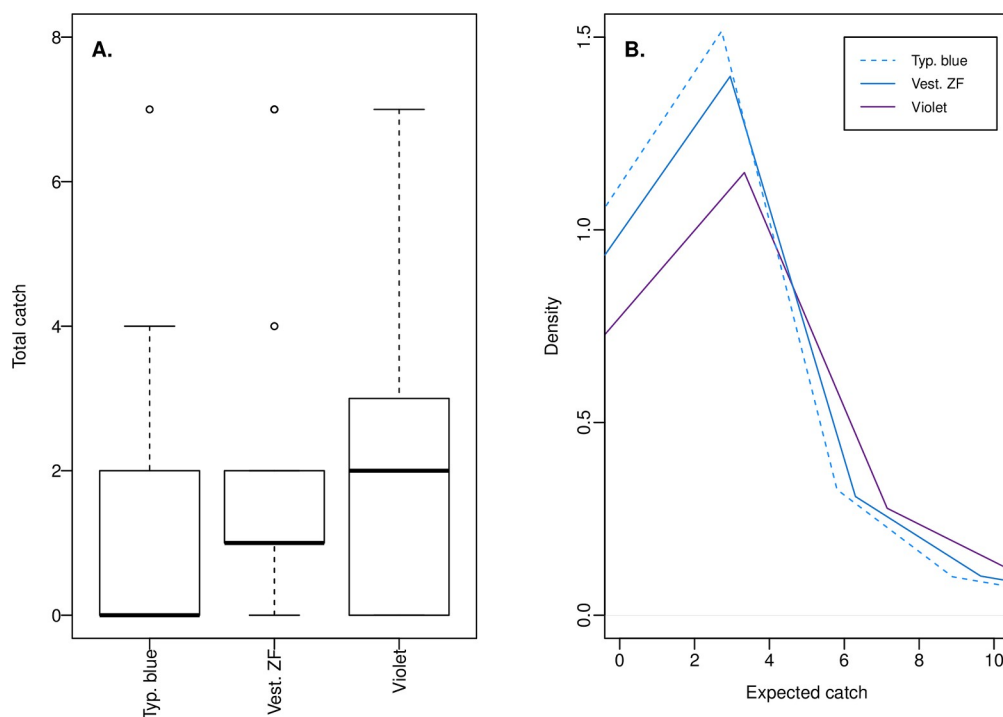 A.
Total catch
8
6
4
2
0
Typ. blue
Vest. ZF
Violet
B.
Typ. blue
Vest. ZF
Violet
Density
1.5
1.0
0.5
0.0
0 2 4 6 8 10
Expected catch